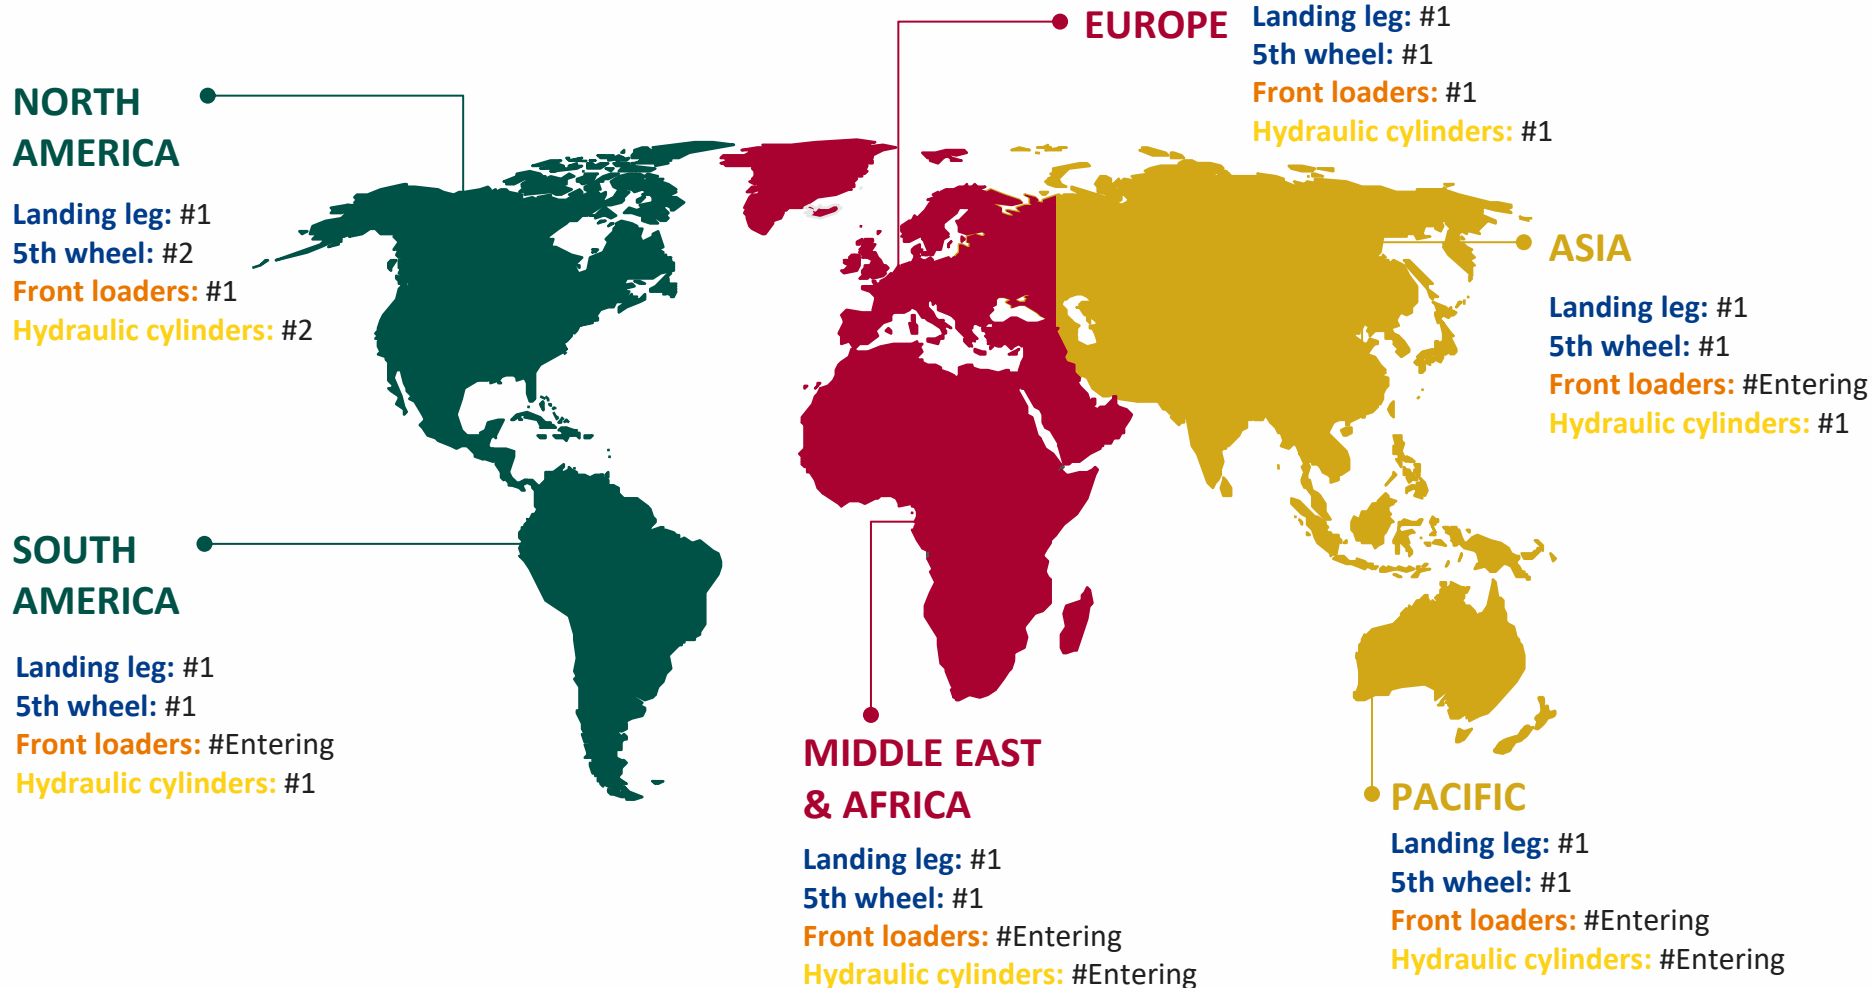 NORTH
AMERICA
Landing leg: #1
5th wheel: #2
Front loaders: #1
Hydraulic cylinders: #2
EUROPE
Landing leg: #1
5th wheel: #1
Front loaders: #1
Hydraulic cylinders: #1
ASIA
Landing leg: #1
5th wheel: #1
Front loaders: #Entering
Hydraulic cylinders: #1
SOUTH
AMERICA
Landing leg: #1
5th wheel: #1
Front loaders: #Entering
Hydraulic cylinders: #1
MIDDLE EAST
& AFRICA
Landing leg: #1
5th wheel: #1
Front loaders: #Entering
Hydraulic cylinders: #Entering
PACIFIC
Landing leg: #1
5th wheel: #1
Front loaders: #Entering
Hydraulic cylinders: #Entering